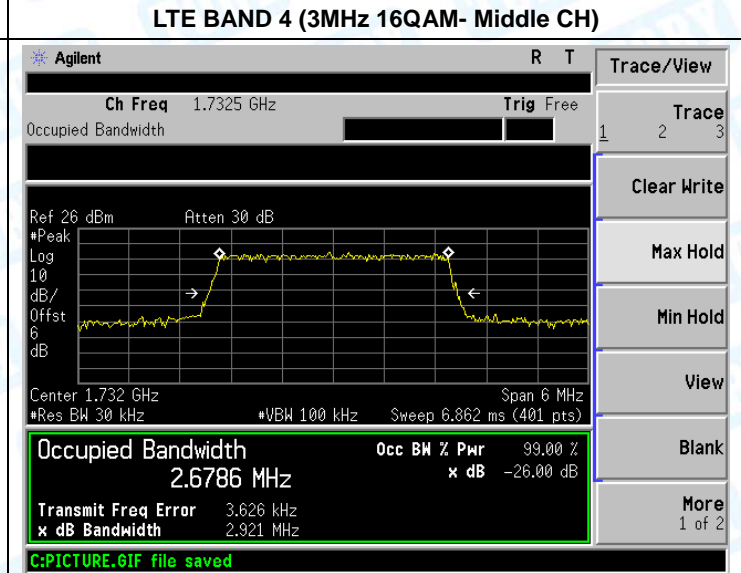 LTE BAND 4 (3MHz 16QAM- Middle CH)
Agilent R T
Ch Freq 1.7325 GHz Trig Free
Occupied Bandwidth
Ref 26 dBm Atten 30 dB
#Peak
Log
10
dB/
Offst
6
dB
Center 1.732 GHz Span 6 MHz
#Res BW 30 kHz #VBW 100 kHz Sweep 6.862 ms (401 pts)
Occupied Bandwidth Occ BW % Pwr 99.00 %
2.6786 MHz x dB -26.00 dB
Transmit Freq Error 3.626 kHz
x dB Bandwidth 2.921 MHz
C:PICTURE.GIF file saved
Trace/View
Trace
1 2 3
Clear Write
Max Hold
Min Hold
View
Blank
More
1 of 2